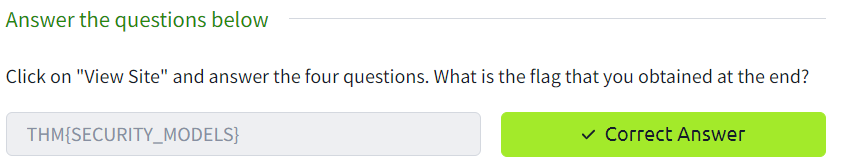 Answer the questions below
Click on "View Site" and answer the four questions. What is the flag that you obtained at the end?
THM{SECURITY_MODELS}
✓ Correct Answer